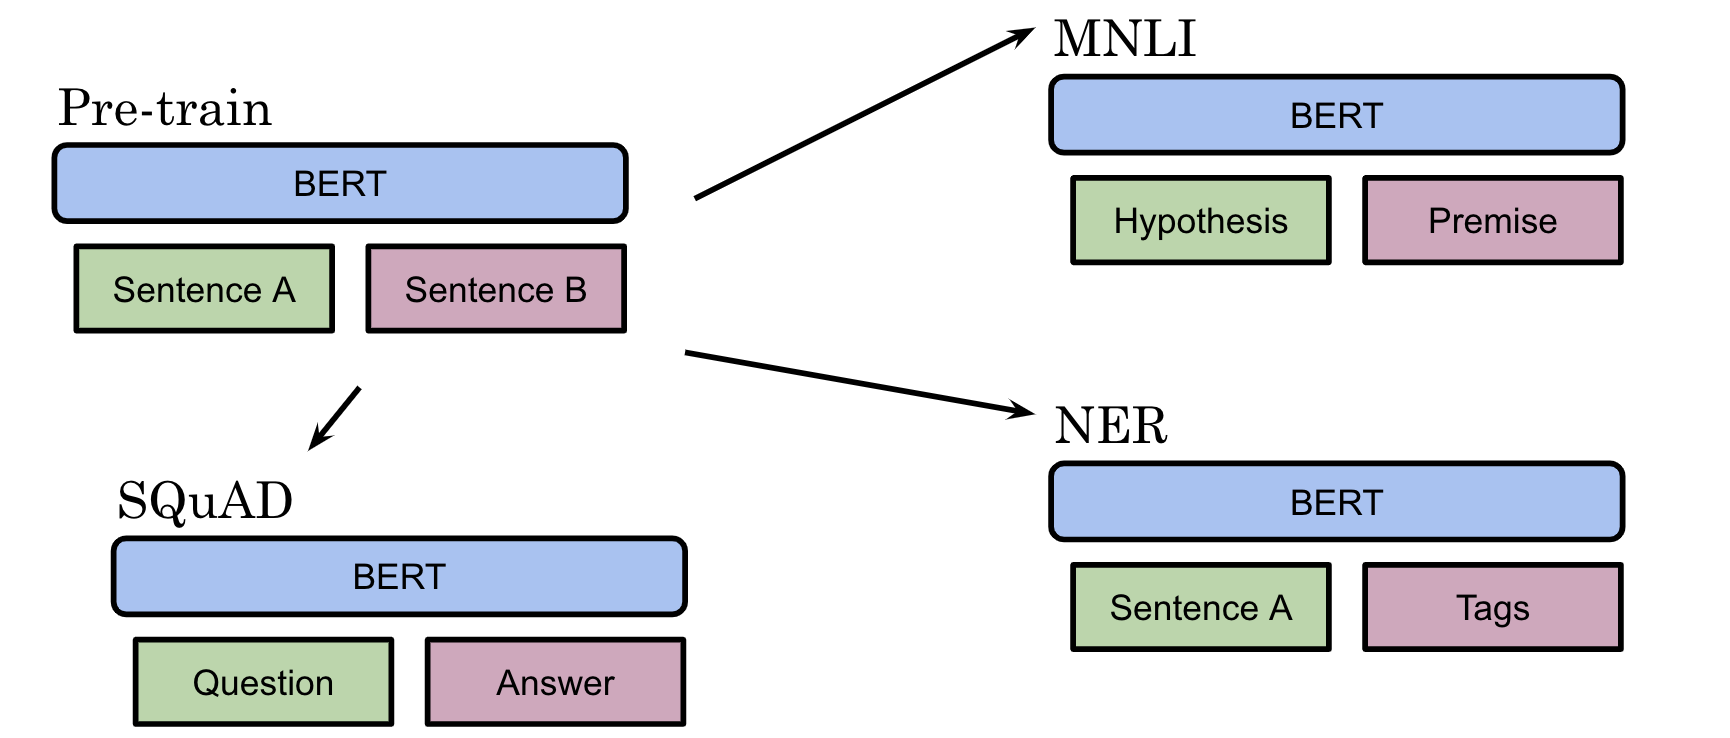 Pre-train
BERT
Sentence A
Sentence B
MNLI
BERT
Hypothesis
Premise
SQuAD
BERT
Question
Answer
NER
BERT
Sentence A
Tags